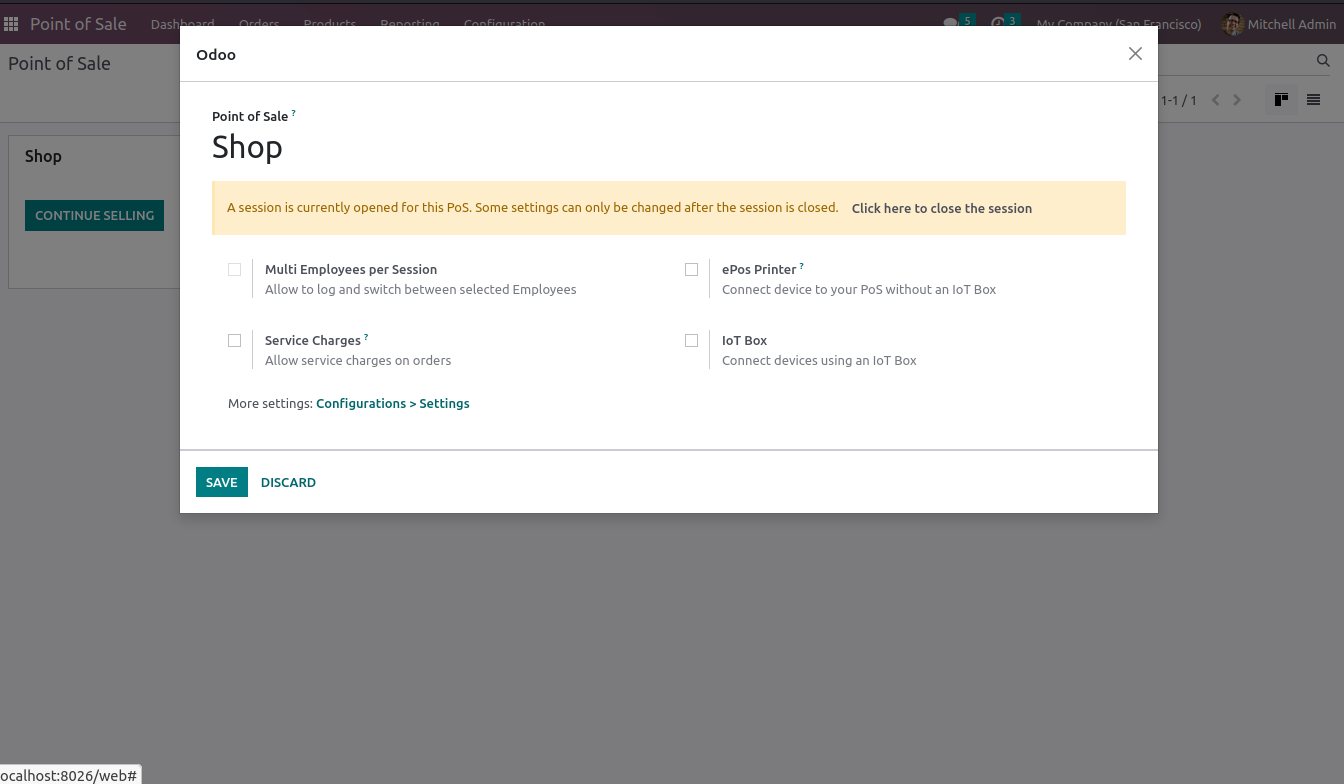 Point of Sale Dashboard Orders Products Reporting Configuration 5 3 My Company (San Francisco) Mitchell Admin
Odoo
Point of Sale
1-1 / 1
Point of Sale ?
Shop
Shop
A session is currently opened for this PoS. Some settings can only be changed after the session is closed. Click here to close the session
CONTINUE SELLING
Multi Employees per Session
Allow to log and switch between selected Employees
ePos Printer ?
Connect device to your PoS without an IoT Box
Service Charges ?
Allow service charges on orders
IoT Box
Connect devices using an IoT Box
More settings: Configurations > Settings
SAVE DISCARD
ocalhost:8026/web#